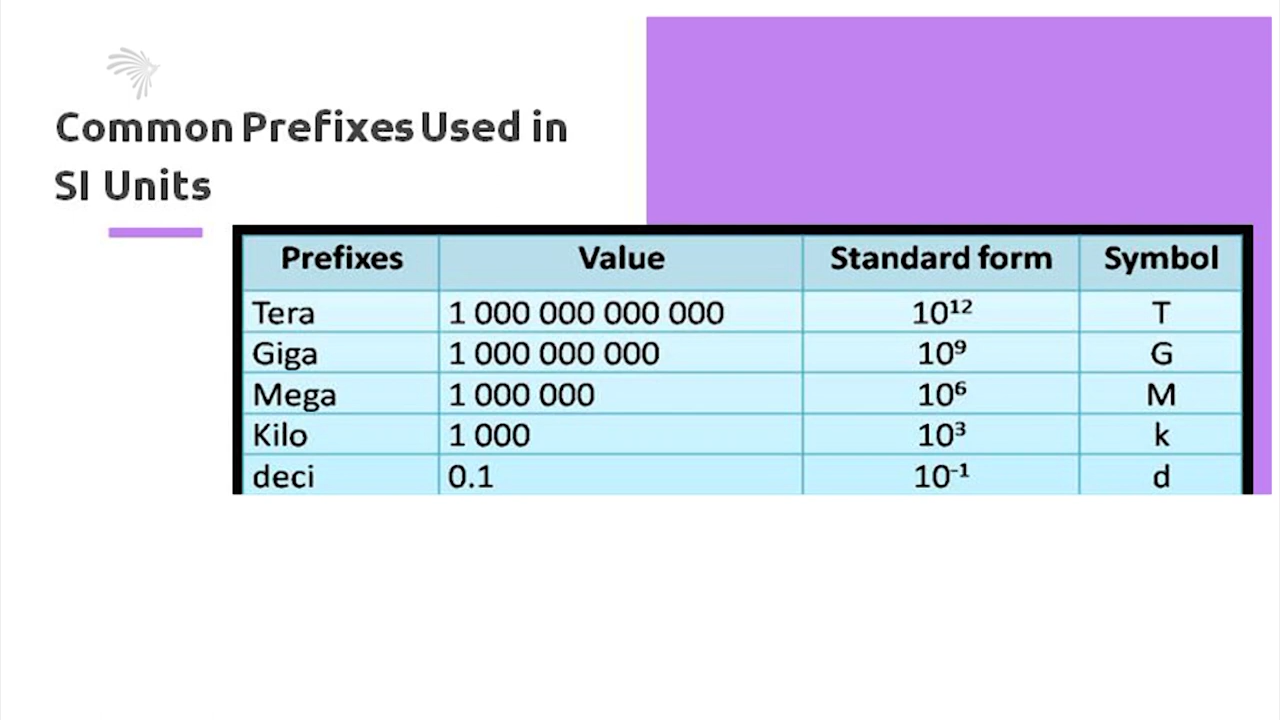 Common Prefixes Used in
SI Units
Prefixes Value Standard form Symbol
Tera 1 000 000 000 000 10¹² T
Giga 1 000 000 000 10⁹ G
Mega 1 000 000 10⁶ M
Kilo 1 000 10³ k
deci 0.1 10⁻¹ d